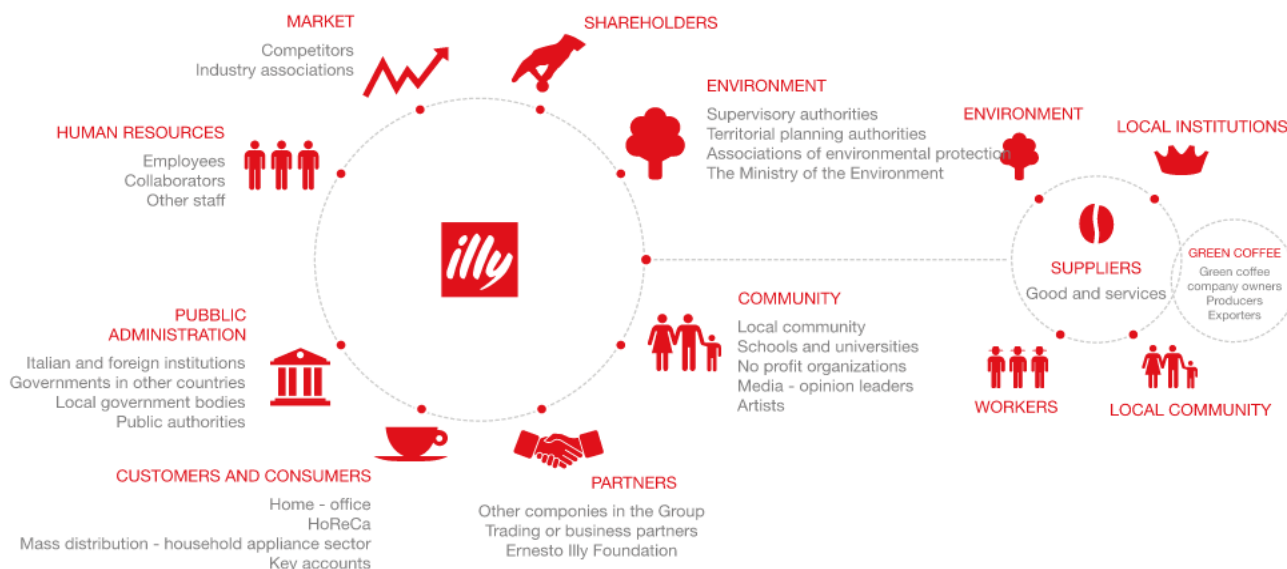 MARKET
Competitors
Industry associations
SHAREHOLDERS
ENVIRONMENT
Supervisory authorities
Territorial planning authorities
Associations of environmental protection
The Ministry of the Environment
HUMAN RESOURCES
Employees
Collaborators
Other staff
illy
PUBBLIC
ADMINISTRATION
Italian and foreign institutions
Governments in other countries
Local government bodies
Public authorities
COMMUNITY
Local community
Schools and universities
No profit organizations
Media - opinion leaders
Artists
CUSTOMERS AND CONSUMERS
Home - office
HoReCa
Mass distribution - household appliance sector
Key accounts
PARTNERS
Other companies in the Group
Trading or business partners
Ernesto Illy Foundation
ENVIRONMENT
LOCAL INSTITUTIONS
SUPPLIERS
Good and services
GREEN COFFEE
Green coffee
company owners
Producers
Exporters
WORKERS
LOCAL COMMUNITY